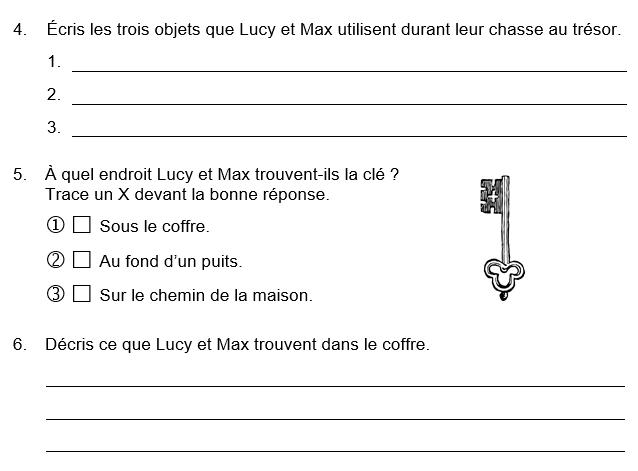 4. Écris les trois objets que Lucy et Max utilisent durant leur chasse au trésor.
1.
2.
3.
5. À quel endroit Lucy et Max trouvent-ils la clé ?
Trace un X devant la bonne réponse.
① ☐ Sous le coffre.
② ☐ Au fond d'un puits.
③ ☐ Sur le chemin de la maison.
6. Décris ce que Lucy et Max trouvent dans le coffre.